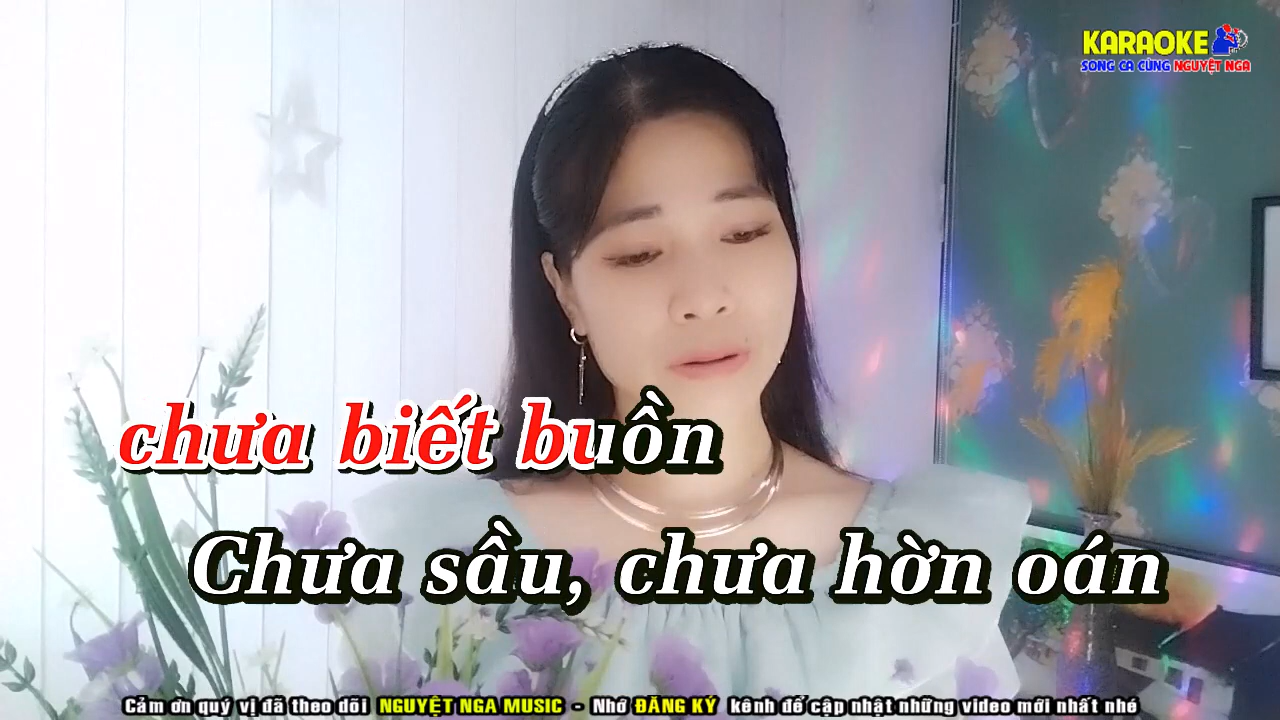 KARAOKE
SONG CA CÙNG NGUYỆT NGA
chưa biết buồn
Chưa sầu, chưa hờn oán
Cảm ơn quý vị đã theo dõi NGUYỆT NGA MUSIC - Nhớ ĐĂNG KÝ kênh để cập nhật những video mới nhất nhé